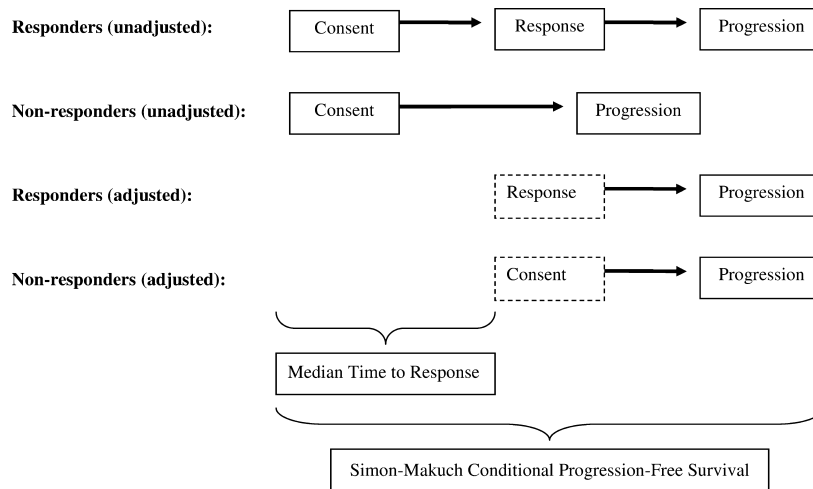 Responders (unadjusted): Consent Response Progression
Non-responders (unadjusted): Consent Progression
Responders (adjusted): Response Progression
Non-responders (adjusted): Consent Progression
Median Time to Response
Simon-Makuch Conditional Progression-Free Survival